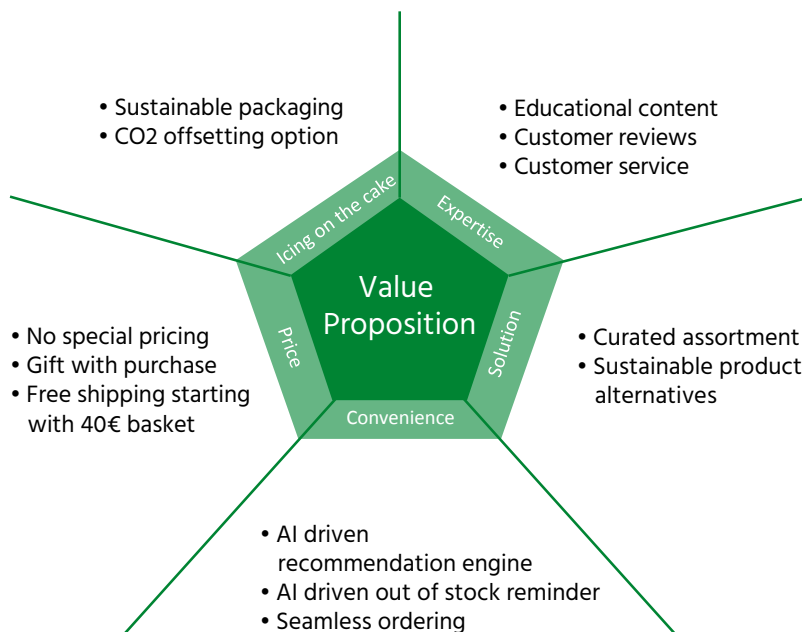 • Sustainable packaging
• CO2 offsetting option
• Educational content
• Customer reviews
• Customer service
Icing on the cake
Expertise
Value
Proposition
Price
Solution
Convenience
• No special pricing
• Gift with purchase
• Free shipping starting
with 40€ basket
• Curated assortment
• Sustainable product
alternatives
• AI driven
recommendation engine
• AI driven out of stock reminder
• Seamless ordering